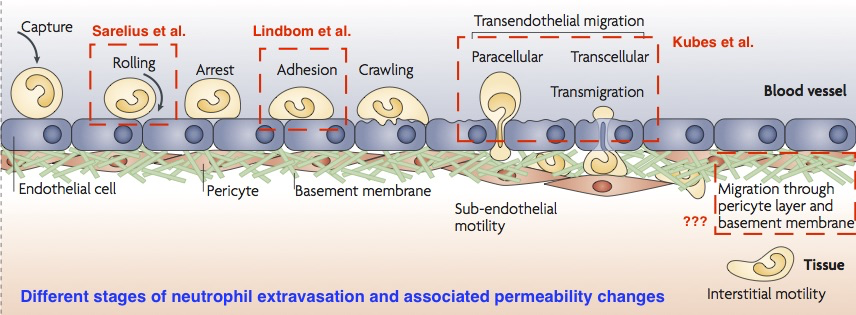 Capture
Sarelius et al.
Rolling
Arrest
Lindbom et al.
Adhesion
Crawling
Transendothelial migration
Paracellular
Transcellular
Transmigration
Kubes et al.
Blood vessel
Endothelial cell
Pericyte
Basement membrane
Sub-endothelial
motility
???
Migration through
pericyte layer and
basement membrane
Tissue
Interstitial motility
Different stages of neutrophil extravasation and associated permeability changes